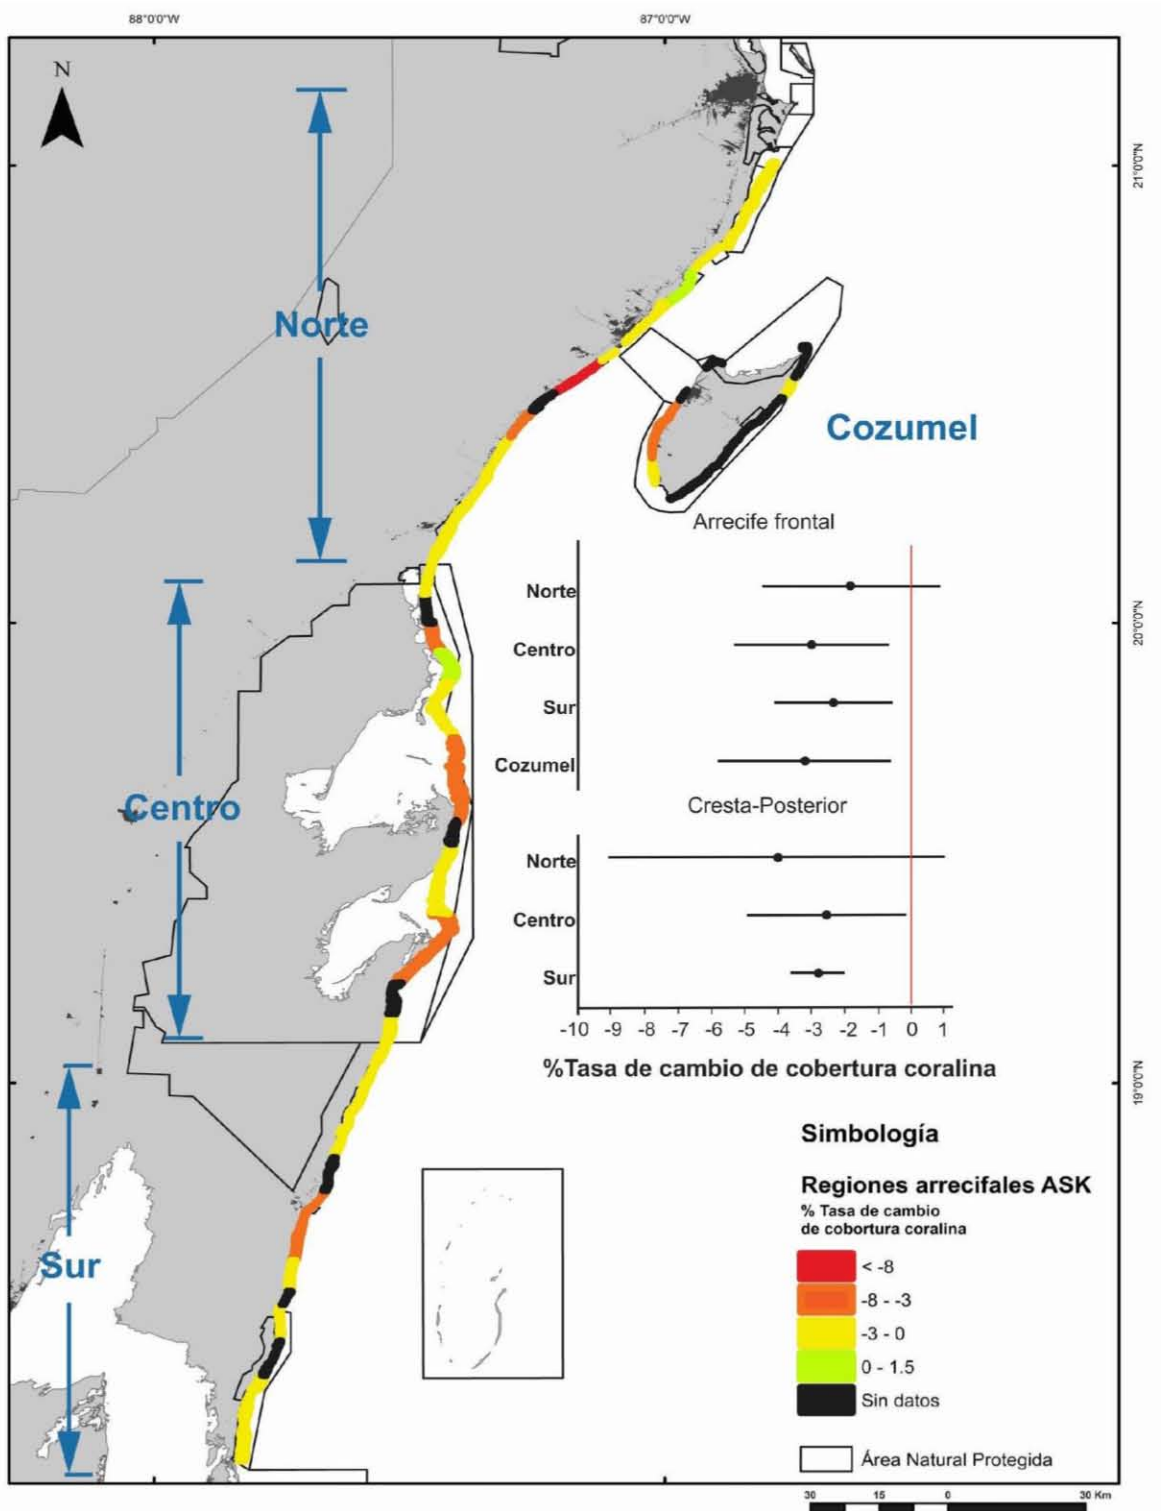 88°0'0"W
87°0'0"W
N
21°0'0"N
Norte
Cozumel
Arrecife frontal
Norte
Centro
Sur
Cozumel
20°0'0"N
Cresta-Posterior
Centro
Norte
Centro
Sur
-10 -9 -8 -7 -6 -5 -4 -3 -2 -1 0 1
%Tasa de cambio de cobertura coralina
19°0'0"N
Sur
Simbología
Regiones arrecifales ASK
% Tasa de cambio
de cobortura coralina
< -8
-8 - -3
-3 - 0
0 - 1.5
Sin datos
Área Natural Protegida
30 15 0 30 Km